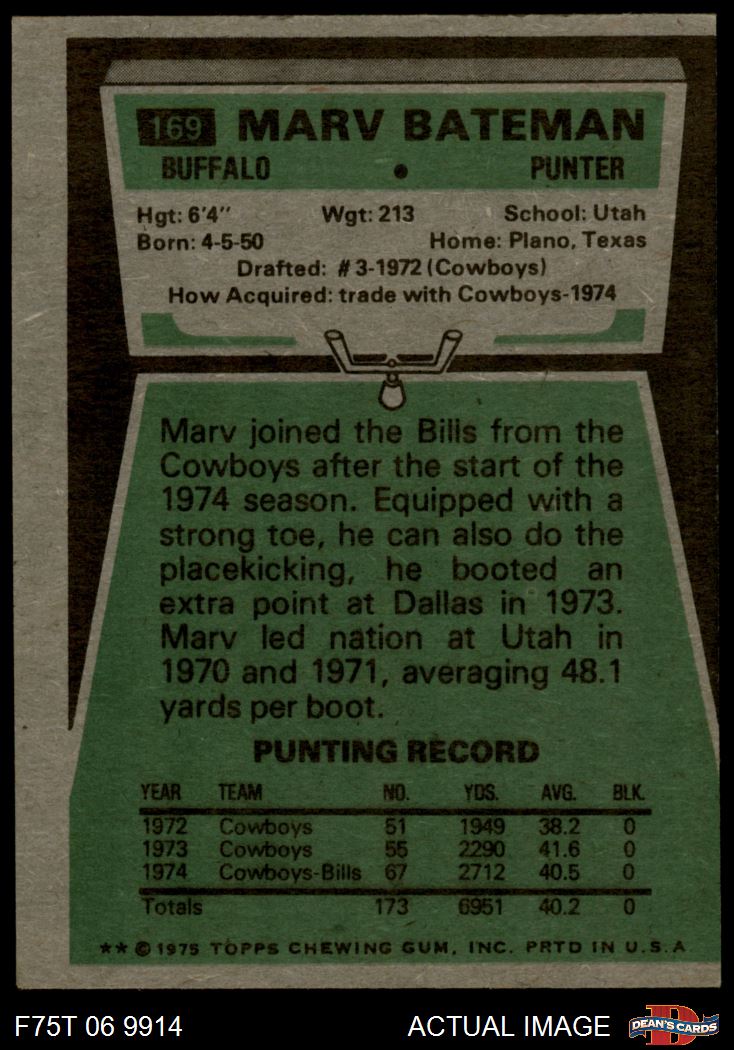 169 MARV BATEMAN
BUFFALO • PUNTER
Hgt: 6'4" Wgt: 213 School: Utah
Born: 4-5-50 Home: Plano, Texas
Drafted: #3-1972 (Cowboys)
How Acquired: trade with Cowboys-1974
Marv joined the Bills from the
Cowboys after the start of the
1974 season. Equipped with a
strong toe, he can also do the
placekicking, he booted an
extra point at Dallas in 1973.
Marv led nation at Utah in
1970 and 1971, averaging 48.1
yards per boot.
PUNTING RECORD
YEAR TEAM NO. YDS. AVG. BLK.
1972 Cowboys 51 1949 38.2 0
1973 Cowboys 55 2290 41.6 0
1974 Cowboys-Bills 67 2712 40.5 0
Totals 173 6951 40.2 0
** © 1975 TOPPS CHEWING GUM, INC. PRTD IN U.S.A
F75T 06 9914 ACTUAL IMAGE DEAN'S CARDS